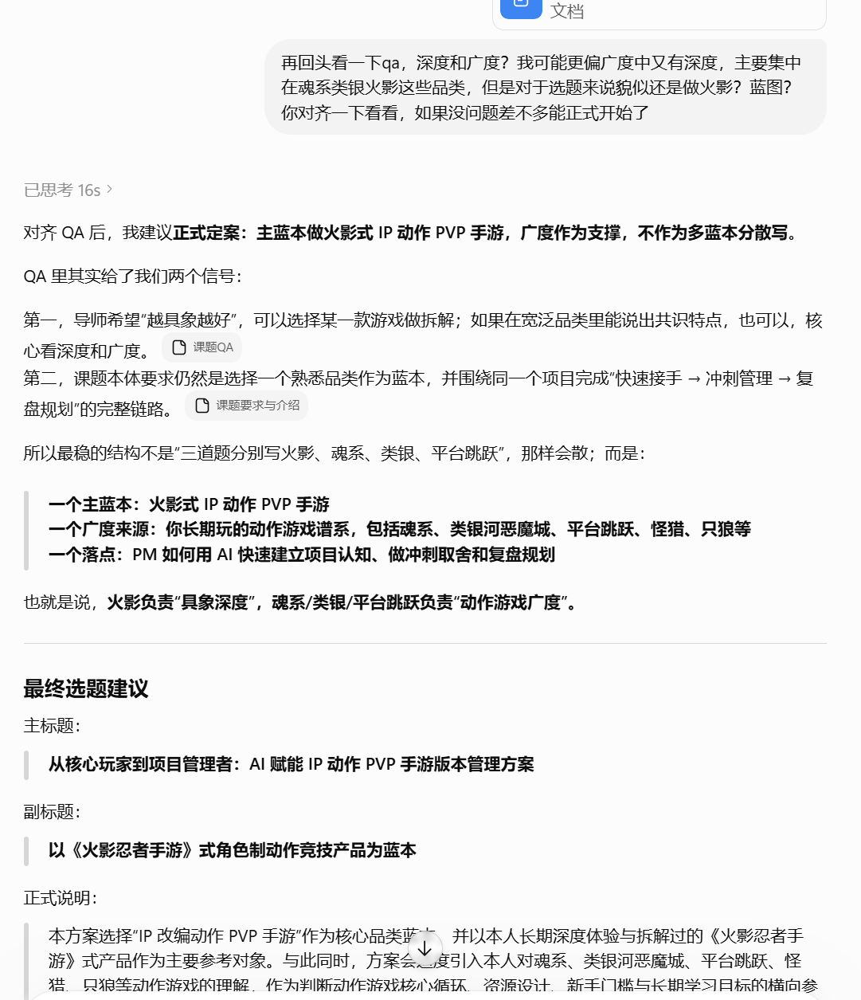 文档
再回头看一下qa，深度和广度？我可能更偏广度中又有深度，主要集中
在魂系类银火影这些品类，但是对于选题来说貌似还是做火影？蓝图？
你对齐一下看看，如果没问题差不多能正式开始了
已思考 16s
对齐 QA 后，我建议正式定案：主蓝本做火影式 IP 动作 PVP 手游，广度作为支撑，不作为多蓝本分散写。
QA 里其实给了我们两个信号：
第一，导师希望“越具象越好”，可以选择某一款游戏做拆解；如果在宽泛品类里能说出共识特点，也可以，核
心看深度和广度。 课题QA
第二，课题本体要求仍然是选择一个熟悉品类作为蓝本，并围绕同一个项目完成“快速接手 → 冲刺管理 → 复
盘规划”的完整链路。 课题要求与介绍
所以最稳的结构不是“三道题分别写火影、魂系、类银、平台跳跃”，那样会散；而是：
一个主蓝本：火影式 IP 动作 PVP 手游
一个广度来源：你长期玩的动作游戏谱系，包括魂系、类银河恶魔城、平台跳跃、怪猎、只狼等
一个落点：PM 如何用 AI 快速建立项目认知、做冲刺取舍和复盘规划
也就是说，火影负责“具象深度”，魂系/类银/平台跳跃负责“动作游戏广度”。
最终选题建议
主标题：
从核心玩家到项目管理者：AI 赋能 IP 动作 PVP 手游版本管理方案
副标题：
以《火影忍者手游》式角色制动作竞技产品为蓝本
正式说明：
本方案选择“IP 改编动作 PVP 手游”作为核心品类蓝本，并以本人长期深度体验与拆解过的《火影忍者手
游》式产品作为主要参考对象。与此同时，方案会度引入本人对魂系、类银河恶魔城、平台跳跃、怪
猎、只狼等动作游戏的理解，作为判断动作游戏核心循环、资源设计、新手门槛与长期学习目标的横向参